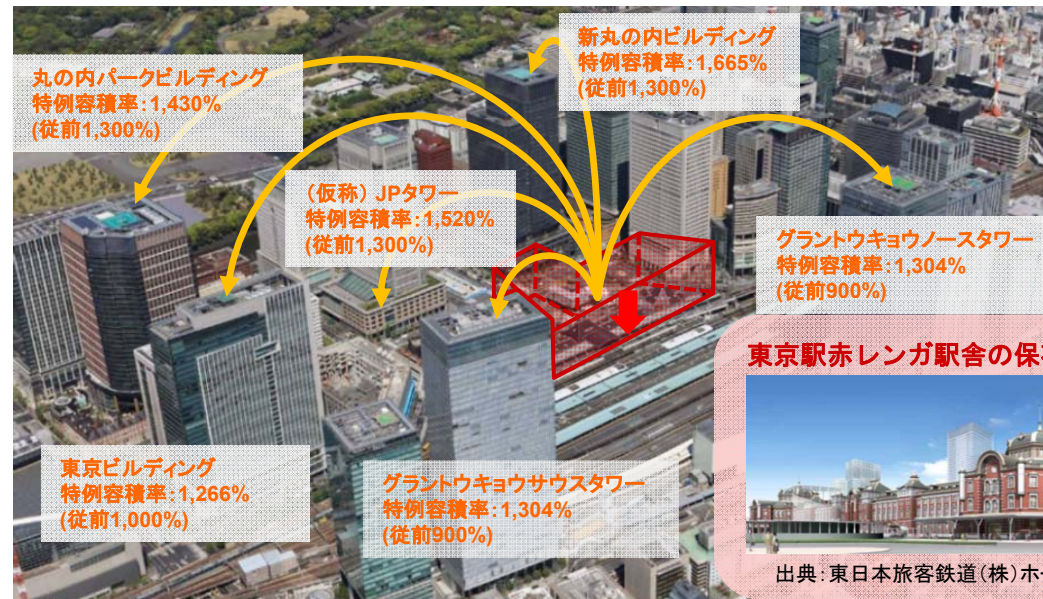 新丸の内ビルディング
特例容積率：1,665%
(従前1,300%)
丸の内パークビルディング
特例容積率：1,430%
(従前1,300%)
（仮称）JPタワー
特例容積率：1,520%
(従前1,300%)
グラントウキョウノースタワー
特例容積率：1,304%
(従前900%)
東京駅赤レンガ駅舎の保
東京ビルディング
特例容積率：1,266%
(従前1,000%)
グラントウキョウサウスタワー
特例容積率：1,304%
(従前900%)
出典：東日本旅客鉄道(株)ホ